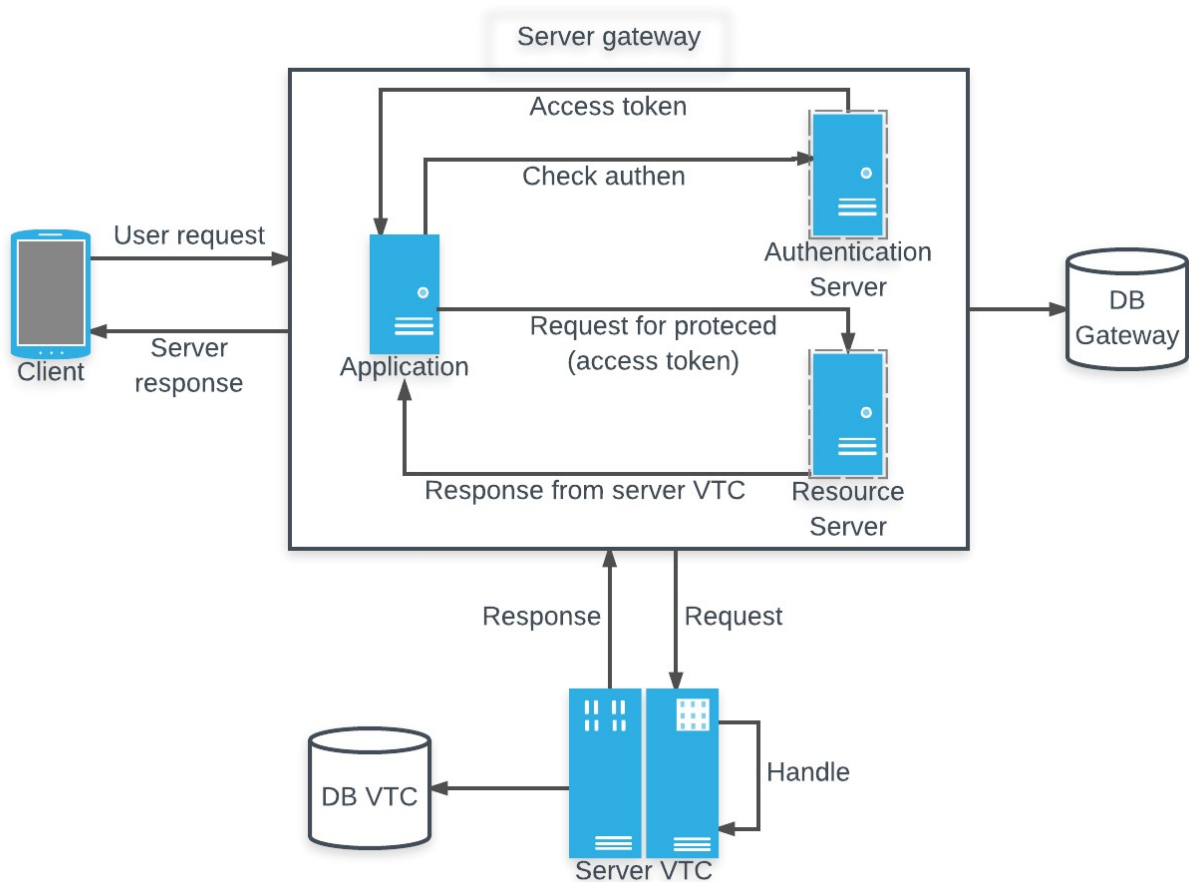 Server gateway
Access token
Check authen
User request
Authentication
Server
DB
Gateway
Request for proteced
(access token)
Server
response
Client
Application
Response from server VTC
Resource
Server
Response
Request
Handle
DB VTC
Server VTC